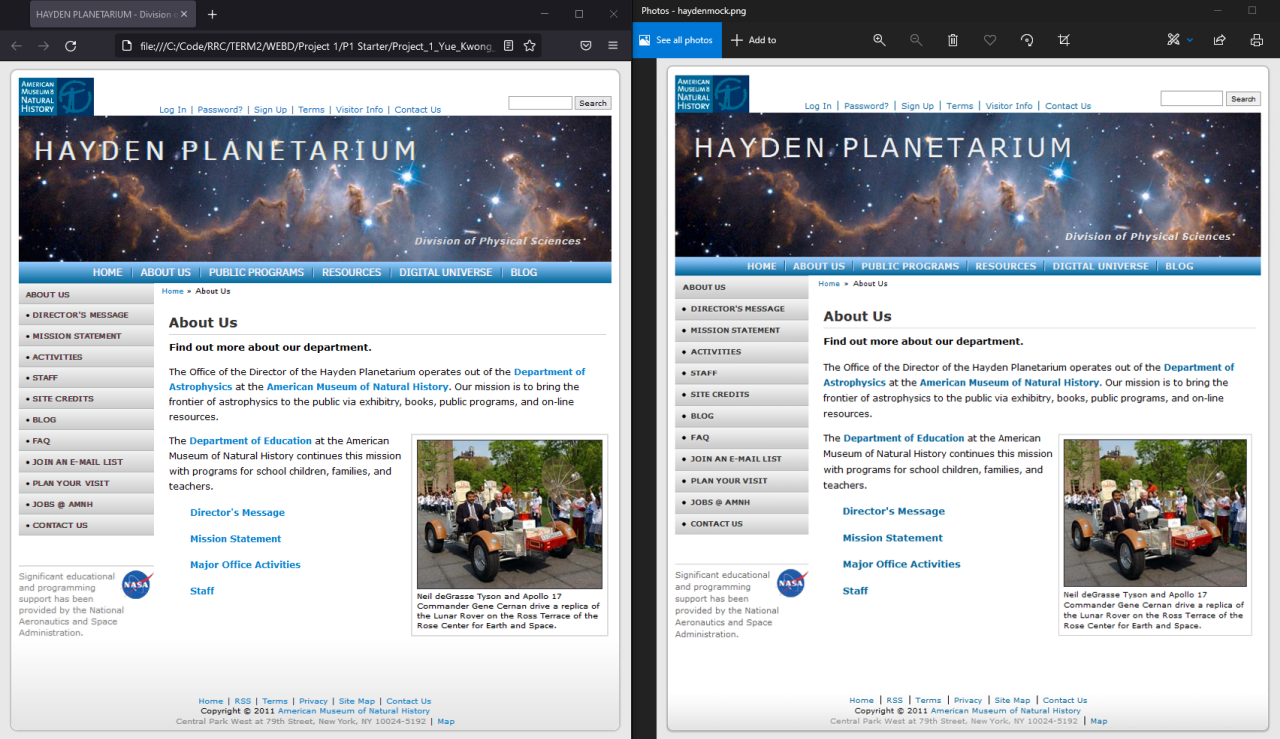 HAYDEN PLANETARIUM - Division o
file:///C:/Code/RRC/TERM2/WEBD/Project 1/P1 Starter/Project_1_Yue_Kwong_
AMERICAN
MUSEUM &
NATURAL
HISTORY
Log In | Password? | Sign Up | Terms | Visitor Info | Contact Us
Search
HAYDEN PLANETARIUM
Division of Physical Sciences
HOME | ABOUT US | PUBLIC PROGRAMS | RESOURCES | DIGITAL UNIVERSE | BLOG
ABOUT US
• DIRECTOR'S MESSAGE
• MISSION STATEMENT
• ACTIVITIES
• STAFF
• SITE CREDITS
• BLOG
• FAQ
• JOIN AN E-MAIL LIST
• PLAN YOUR VISIT
• JOBS @ AMNH
• CONTACT US
Significant educational
and programming
support has been
provided by the National
Aeronautics and Space
Administration.
NASA
Home » About Us
About Us
Find out more about our department.
The Office of the Director of the Hayden Planetarium operates out of the Department of
Astrophysics at the American Museum of Natural History. Our mission is to bring the
frontier of astrophysics to the public via exhibitry, books, public programs, and on-line
resources.
The Department of Education at the American
Museum of Natural History continues this mission
with programs for school children, families, and
teachers.
Director's Message
Mission Statement
Major Office Activities
Staff
Neil deGrasse Tyson and Apollo 17
Commander Gene Cernan drive a replica of
the Lunar Rover on the Ross Terrace of the
Rose Center for Earth and Space.
Home | RSS | Terms | Privacy | Site Map | Contact Us
Copyright © 2011 American Museum of Natural History
Central Park West at 79th Street, New York, NY 10024-5192 | Map
Photos - haydenmock.png
See all photos
Add to
AMERICAN
MUSEUM &
NATURAL
HISTORY
Log In | Password? | Sign Up | Terms | Visitor Info | Contact Us
Search
HAYDEN PLANETARIUM
Division of Physical Sciences
HOME | ABOUT US | PUBLIC PROGRAMS | RESOURCES | DIGITAL UNIVERSE | BLOG
ABOUT US
• DIRECTOR'S MESSAGE
• MISSION STATEMENT
• ACTIVITIES
• STAFF
• SITE CREDITS
• BLOG
• FAQ
• JOIN AN E-MAIL LIST
• PLAN YOUR VISIT
• JOBS @ AMNH
• CONTACT US
Significant educational
and programming
support has been
provided by the National
Aeronautics and Space
Administration.
NASA
Home » About Us
About Us
Find out more about our department.
The Office of the Director of the Hayden Planetarium operates out of the Department of
Astrophysics at the American Museum of Natural History. Our mission is to bring the
frontier of astrophysics to the public via exhibitry, books, public programs, and on-line
resources.
The Department of Education at the American
Museum of Natural History continues this mission
with programs for school children, families, and
teachers.
Director's Message
Mission Statement
Major Office Activities
Staff
Neil deGrasse Tyson and Apollo 17
Commander Gene Cernan drive a replica of
the Lunar Rover on the Ross Terrace of the
Rose Center for Earth and Space.
Home | RSS | Terms | Privacy | Site Map | Contact Us
Copyright © 2011 American Museum of Natural History
Central Park West at 79th Street, New York, NY 10024-5192 | Map